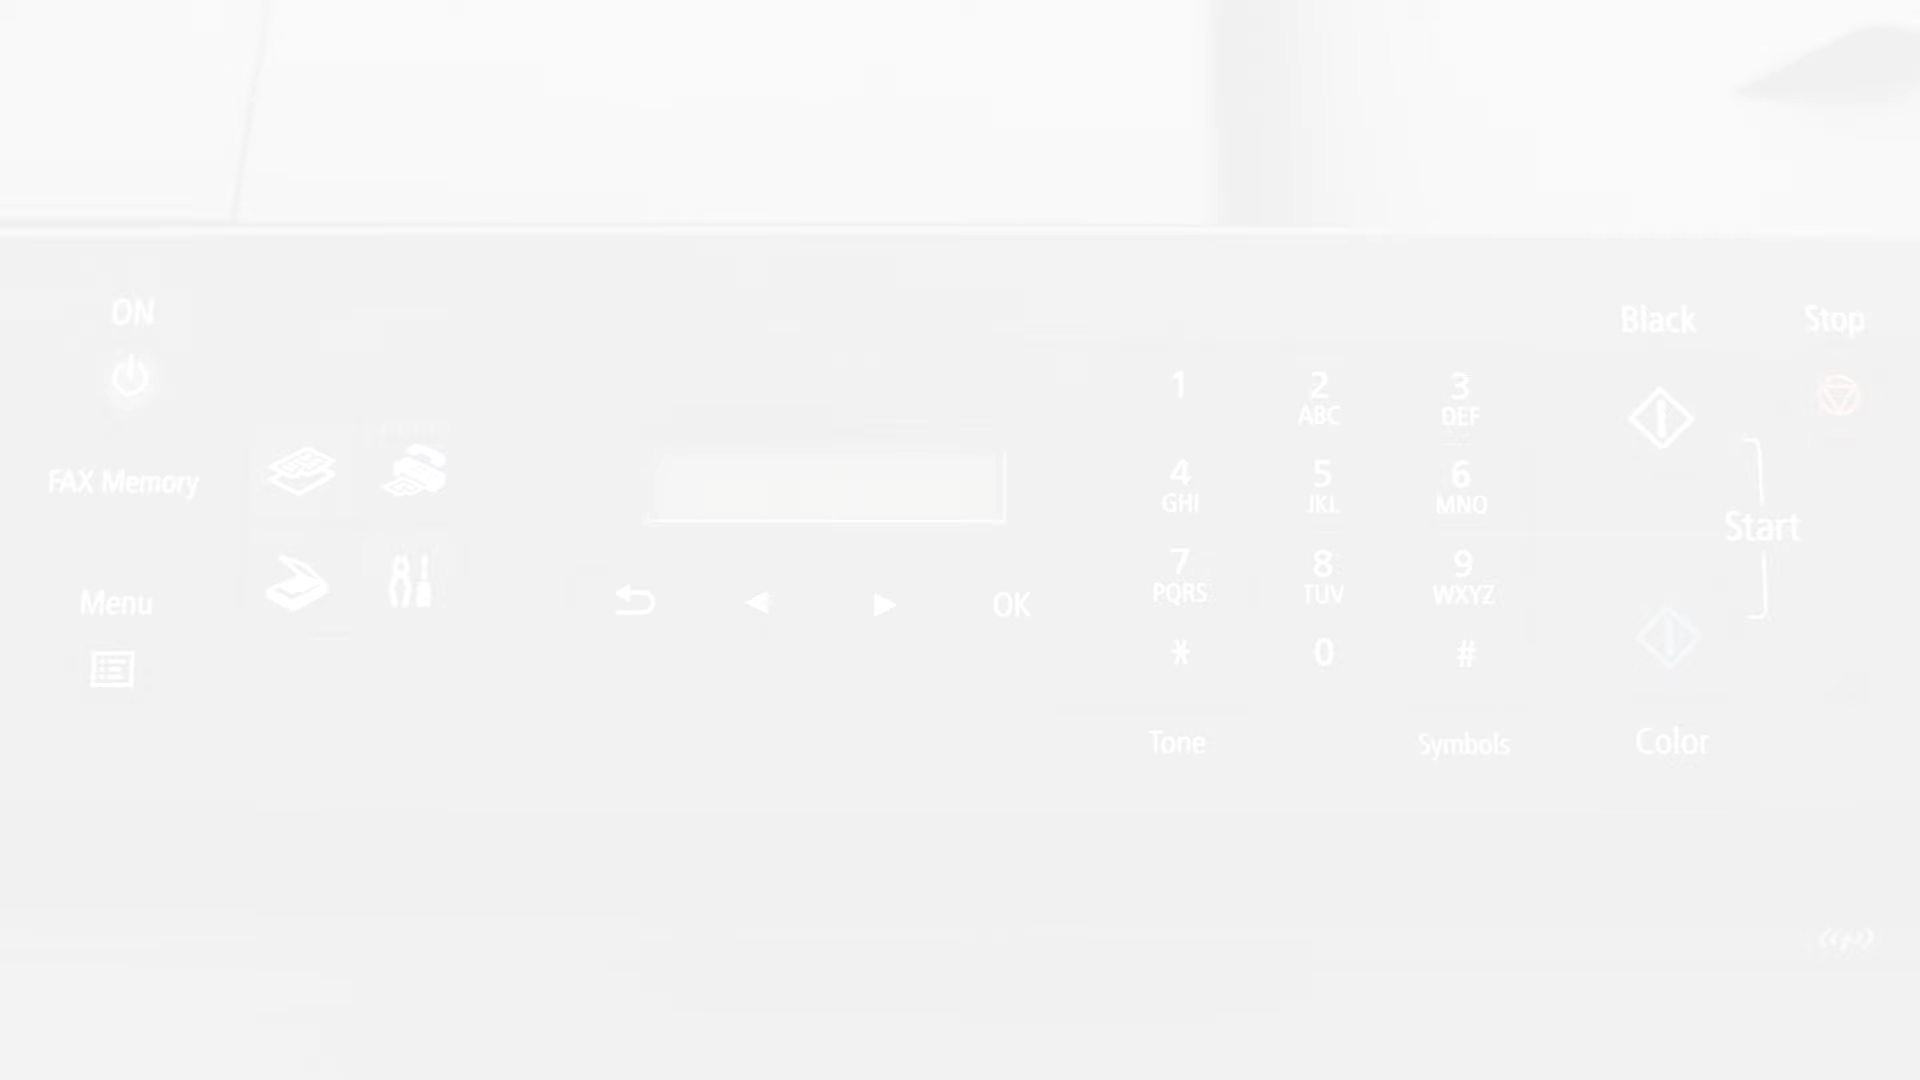 ON
Black
Stop
1
2
3
ABC
DEF
FAX Memory
4
5
6
GHI
JKL
MNO
Start
7
8
9
PQRS
TUV
WXYZ
Menu
OK
*
0
#
Tone
Symbols
Color